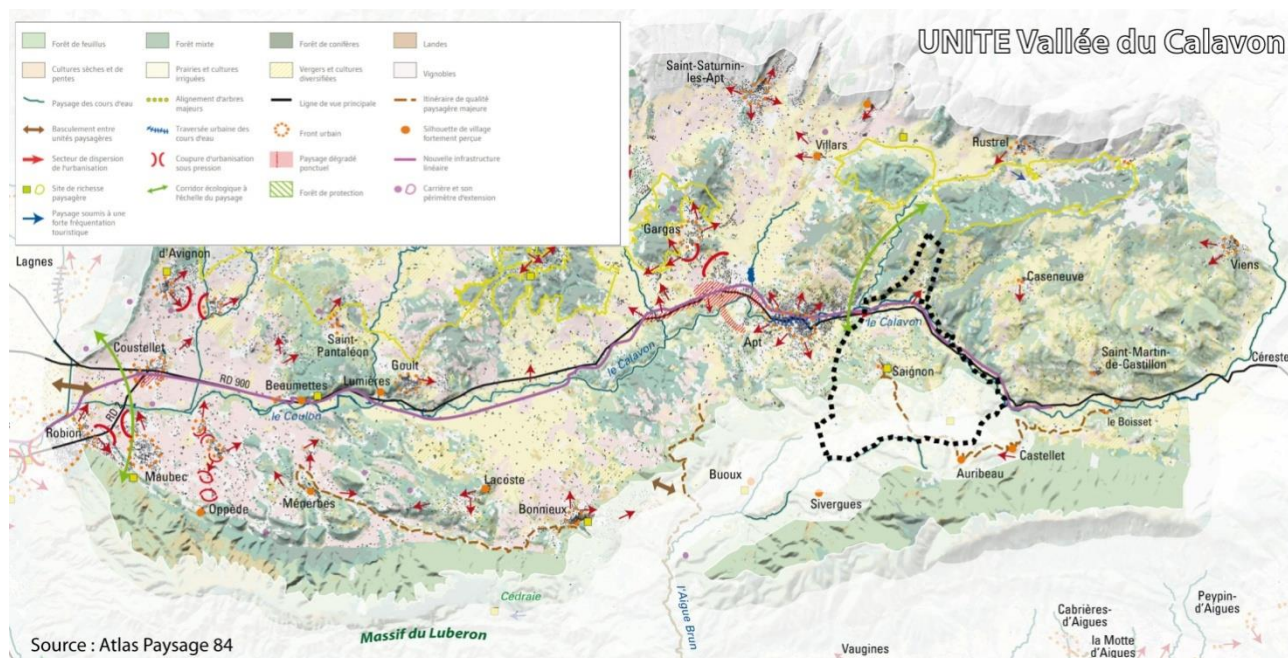 UNITE Vallée du Calavon
Forêt de feuillus
Forêt mixte
Forêt de conifères
Landes
Cultures sèches et de
pentes
Prairies et cultures
irriguées
Vergers et cultures
diversifiées
Vignobles
Paysage des cours d'eau
Alignement d'arbres
majeurs
Ligne de vue principale
Itinéraire de qualité
paysagère majeure
Basculement entre
unités paysagères
Traversée urbaine des
cours d'eau
Front urbain
Silhouette de village
fortement perçue
Secteur de dispersion
de l'urbanisation
Coupure d'urbanisation
sous pression
Paysage dégradé
ponctuel
Nouvelle infrastructure
linéaire
Site de richesse
paysagère
Corridor écologique à
l'échelle du paysage
Forêt de protection
Carrière et son
périmètre d'extension
Paysage soumis à une
forte fréquentation
touristique
Saint-Saturnin-
les-Apt
Villars
Rustrel
Gargas
Lagnes
d'Avignon
Viens
Caseneuve
Coustellet
Saint-
Pantaléon
Goult
le Calavon
Apt
le Calavon
Saint-Martin-
de-Castillon
Céreste
RD 900
Beaumettes
Lumières
Saignon
le Coulon
RD 2
Robion
le Boisset
Maubec
Lacoste
Buoux
Castellet
Auribeau
Ménerbes
Oppède
Bonnieux
Sivergues
Cédraie
l'Aigue Brun
Massif du Luberon
Cabrières-
d'Aigues
Peypin-
d'Aigues
la Motte
d'Aigues
Vaugines
Source : Atlas Paysage 84